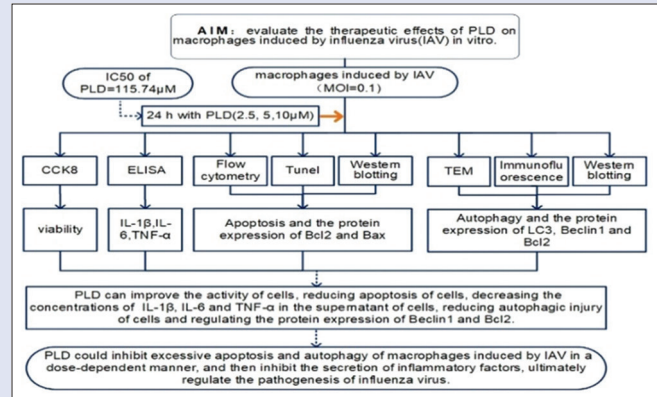 AIM: evaluate the therapeutic effects of PLD on
macrophages induced by influenza virus(IAV) in vitro.
IC50 of
PLD=115.74μM
macrophages induced by IAV
(MOI=0.1)
24 h with PLD(2.5, 5,10μM)
CCK8
ELISA
Flow
cytometry
Tunel
Western
blotting
TEM
Immunoflu
orescence
Western
blotting
viability
IL-1β,IL-
6,TNF-α
Apoptosis and the protein
expression of Bcl2 and Bax
Autophagy and the protein
expression of LC3, Beclin1 and
Bcl2
PLD can improve the activity of cells, reducing apoptosis of cells, decreasing the
concentrations of IL-1β, IL-6 and TNF-α in the supernatant of cells, reducing autophagic injury
of cells and regulating the protein expression of Beclin1 and Bcl2.
PLD could inhibit excessive apoptosis and autophagy of macrophages induced by IAV in a
dose-dependent manner, and then inhibit the secretion of inflammatory factors, ultimately
regulate the pathogenesis of influenza virus.